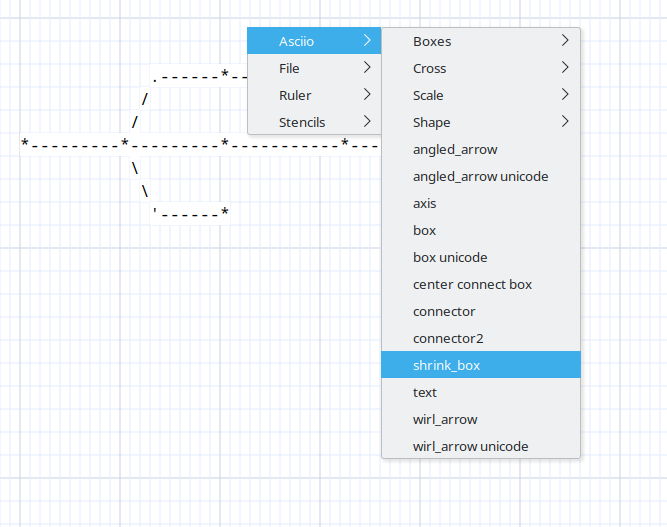 Asciio
File
Ruler
Stencils
Boxes
Cross
Scale
Shape
angled_arrow
angled_arrow unicode
axis
box
box unicode
center connect box
connector
connector2
shrink_box
text
wirl_arrow
wirl_arrow unicode
.------*--
/
/
*---------*---------*-----------*---
\
\
'------*